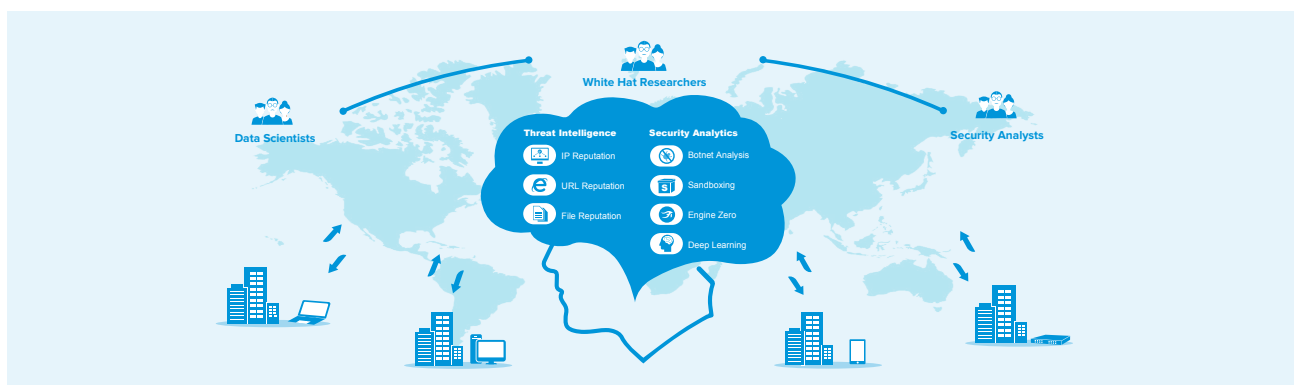 White Hat Researchers
Data Scientists
Security Analysts
Threat Intelligence
IP Reputation
URL Reputation
File Reputation
Security Analytics
Botnet Analysis
Sandboxing
Engine Zero
Deep Learning